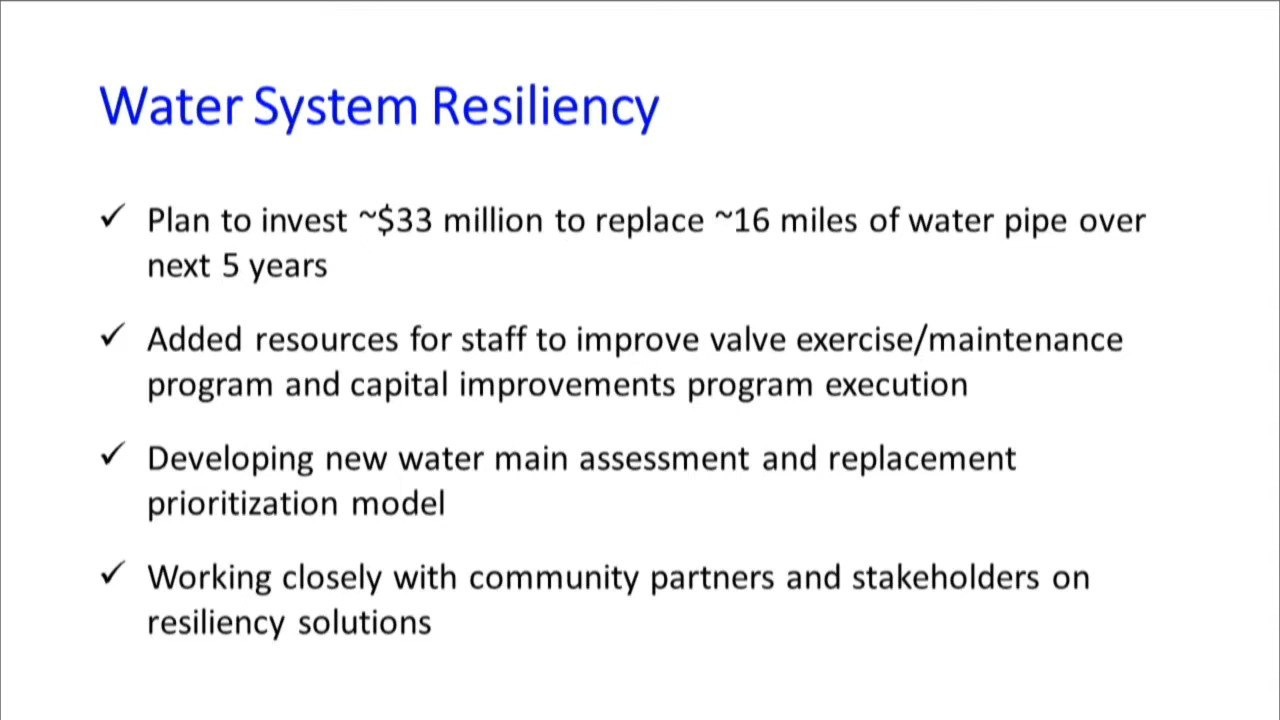 Water System Resiliency
✓ Plan to invest ~$33 million to replace ~16 miles of water pipe over
next 5 years
✓ Added resources for staff to improve valve exercise/maintenance
program and capital improvements program execution
✓ Developing new water main assessment and replacement
prioritization model
✓ Working closely with community partners and stakeholders on
resiliency solutions